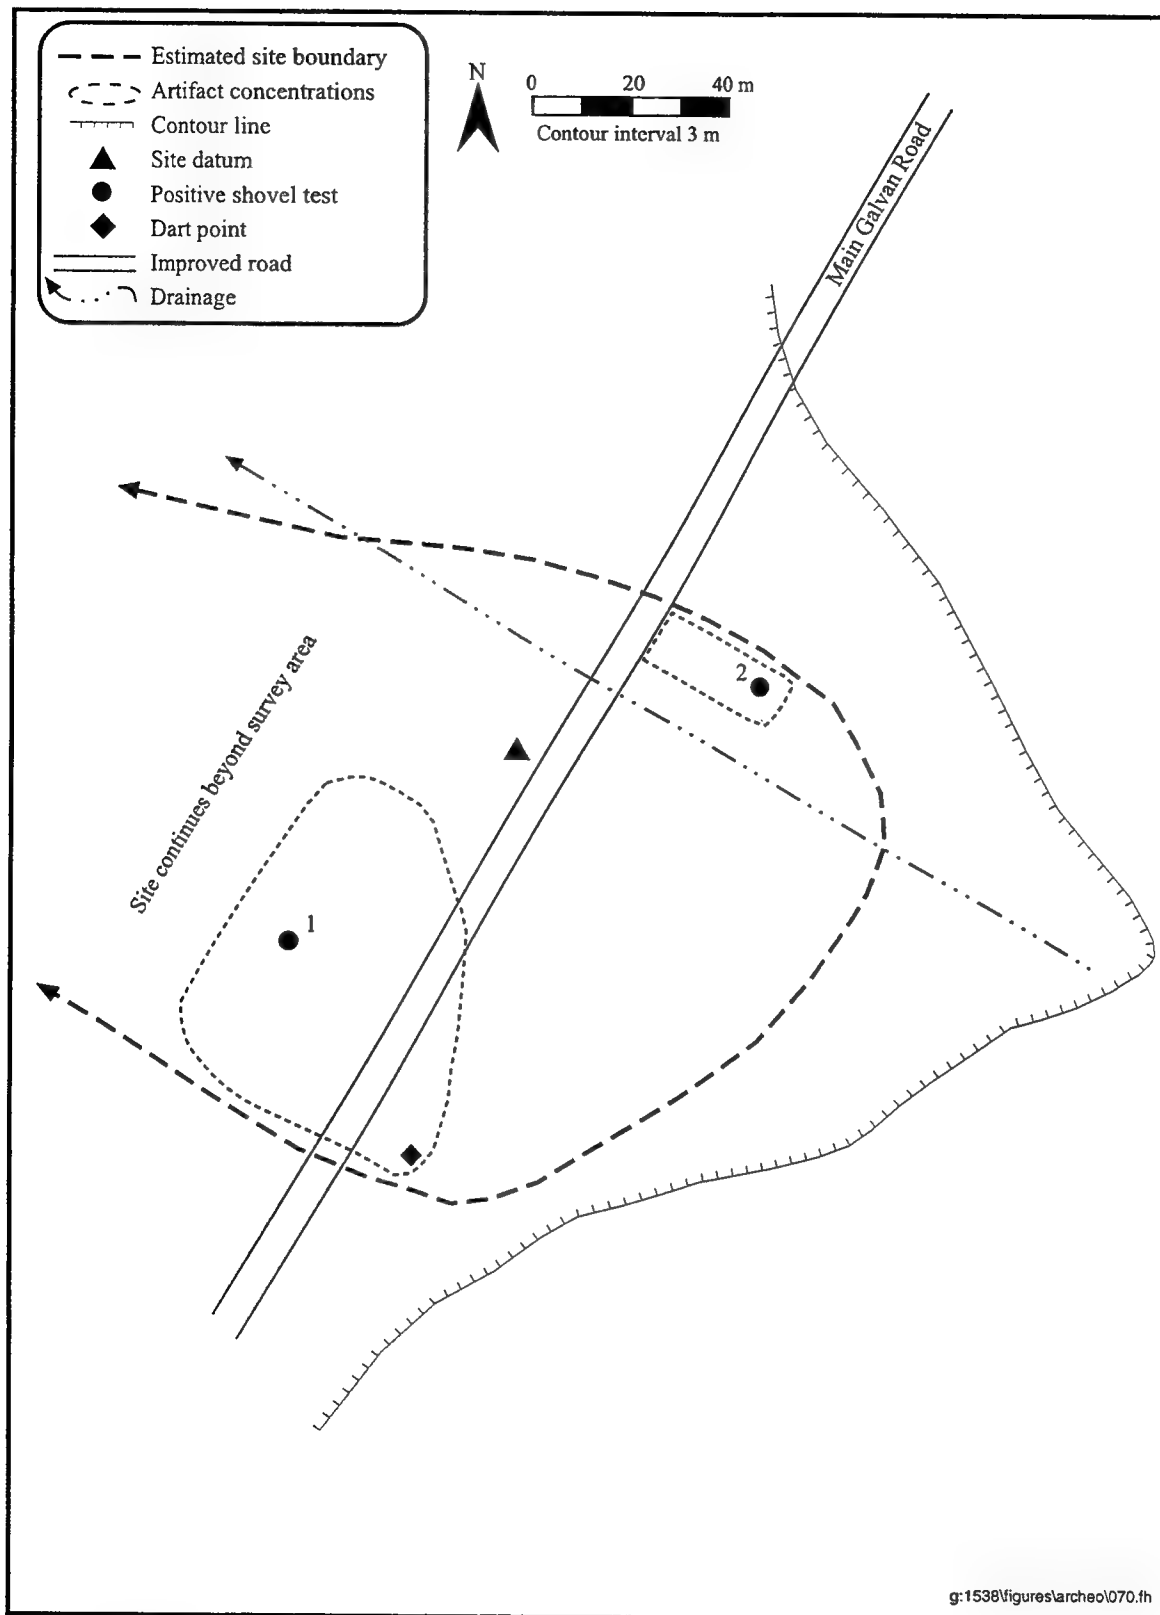 Estimated site boundary
Artifact concentrations
Contour line
Site datum
Positive shovel test
Dart point
Improved road
Drainage
N
0 20 40 m
Contour interval 3 m
Main Galvan Road
Site continues beyond survey area
2
1
g:1538\figures\archeo\070.fh